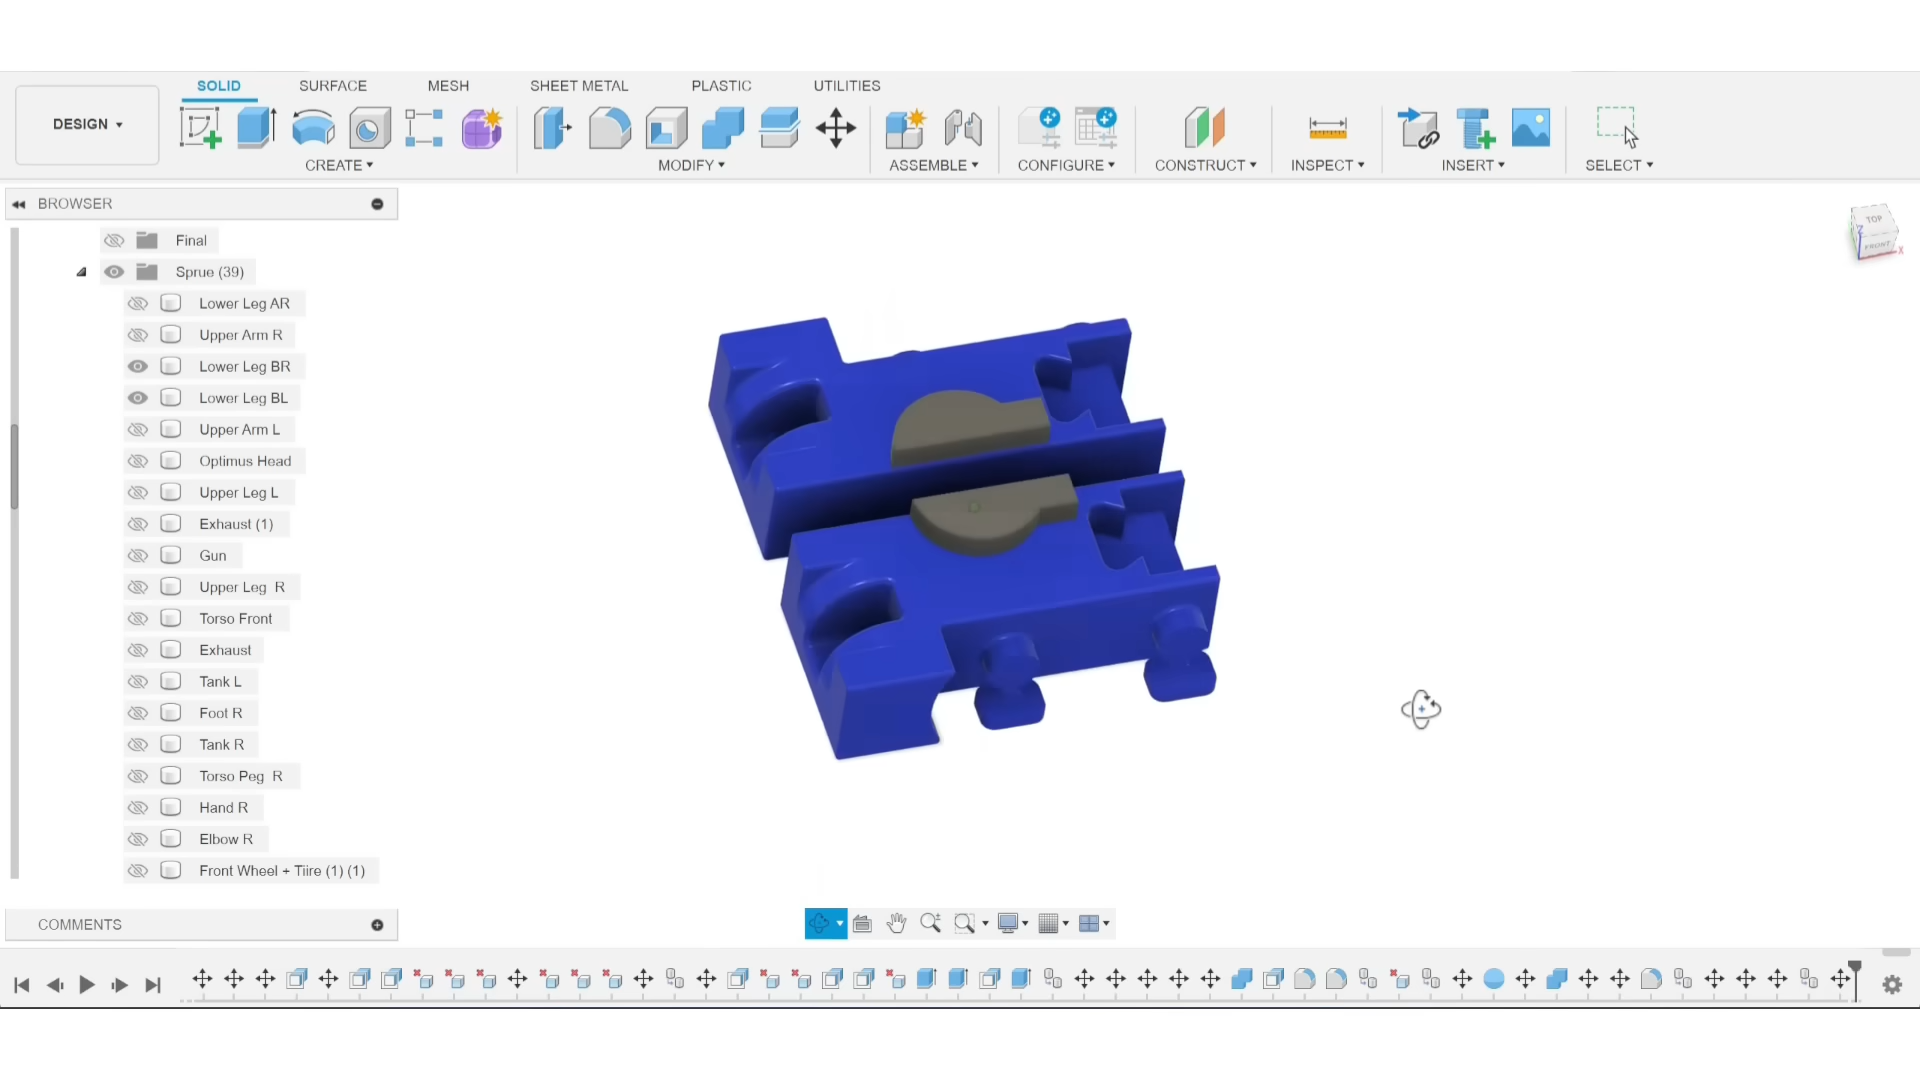 SOLID SURFACE MESH SHEET METAL PLASTIC UTILITIES
DESIGN
CREATE MODIFY ASSEMBLE CONFIGURE CONSTRUCT INSPECT INSERT SELECT
BROWSER
Final
Sprue (39)
Lower Leg AR
Upper Arm R
Lower Leg BR
Lower Leg BL
Upper Arm L
Optimus Head
Upper Leg L
Exhaust (1)
Gun
Upper Leg R
Torso Front
Exhaust
Tank L
Foot R
Tank R
Torso Peg R
Hand R
Elbow R
Front Wheel + Tiire (1) (1)
COMMENTS
TOP
Z
FRONT
X